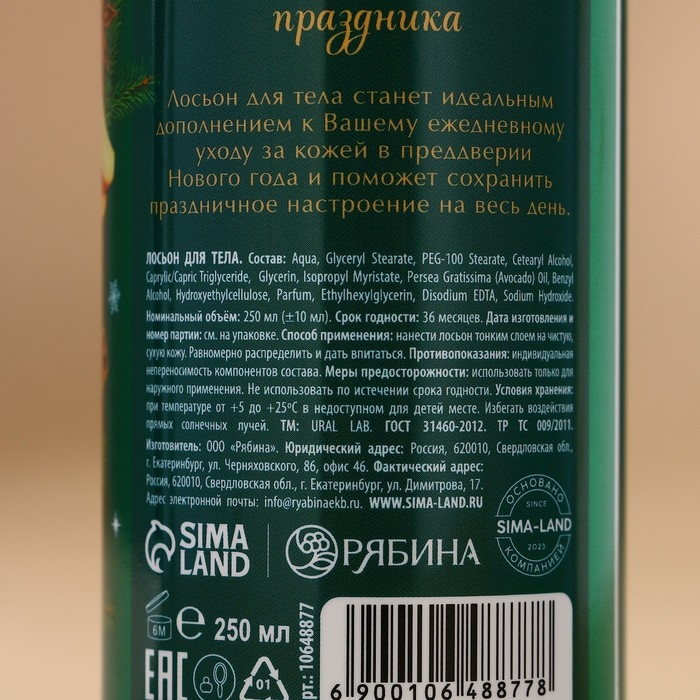 праздника
Лосьон для тела станет идеальным
дополнением к Вашему ежедневному
уходу за кожей в преддверии
Нового года и поможет сохранить
праздничное настроение на весь день.
ЛОСЬОН ДЛЯ ТЕЛА. Состав: Aqua, Glyceryl Stearate, PEG-100 Stearate, Cetearyl Alcohol,
Caprylic/Capric Triglyceride, Glycerin, Isopropyl Myristate, Persea Gratissima (Avocado) Oil, Benzyl
Alcohol, Hydroxyethylcellulose, Parfum, Ethylhexylglycerin, Disodium EDTA, Sodium Hydroxide.
Номинальный объём: 250 мл (±10 мл). Срок годности: 36 месяцев. Дата изготовления и
номер партии: см. на упаковке. Способ применения: нанести лосьон тонким слоем на чистую,
сухую кожу. Равномерно распределить и дать впитаться. Противопоказания: индивидуальная
непереносимость компонентов состава. Меры предосторожности: использовать только для
наружного применения. Не использовать по истечении срока годности. Условия хранения:
при температуре от +5 до +25ºС в недоступном для детей месте. Избегать воздействия
прямых солнечных лучей. ТМ: URAL LAB. ГОСТ 31460-2012. ТР ТС 009/2011.
Изготовитель: ООО «Рябина». Юридический адрес: Россия, 620010, Свердловская обл.,
г. Екатеринбург, ул. Черняховского, 86, офис 46. Фактический адрес:
Россия, 620010, Свердловская обл., г. Екатеринбург, ул. Димитрова, 17.
Адрес электронной почты: info@ryabinaekb.ru. WWW.SIMA-LAND.RU
ОСНОВАНО
SINCE
SIMA-LAND
2023
КОМПАНИЕЙ
SIMA
LAND
РЯБИНА
6M
e 250 мл
EAC
01
арт.: 10648877
6 900106 488778